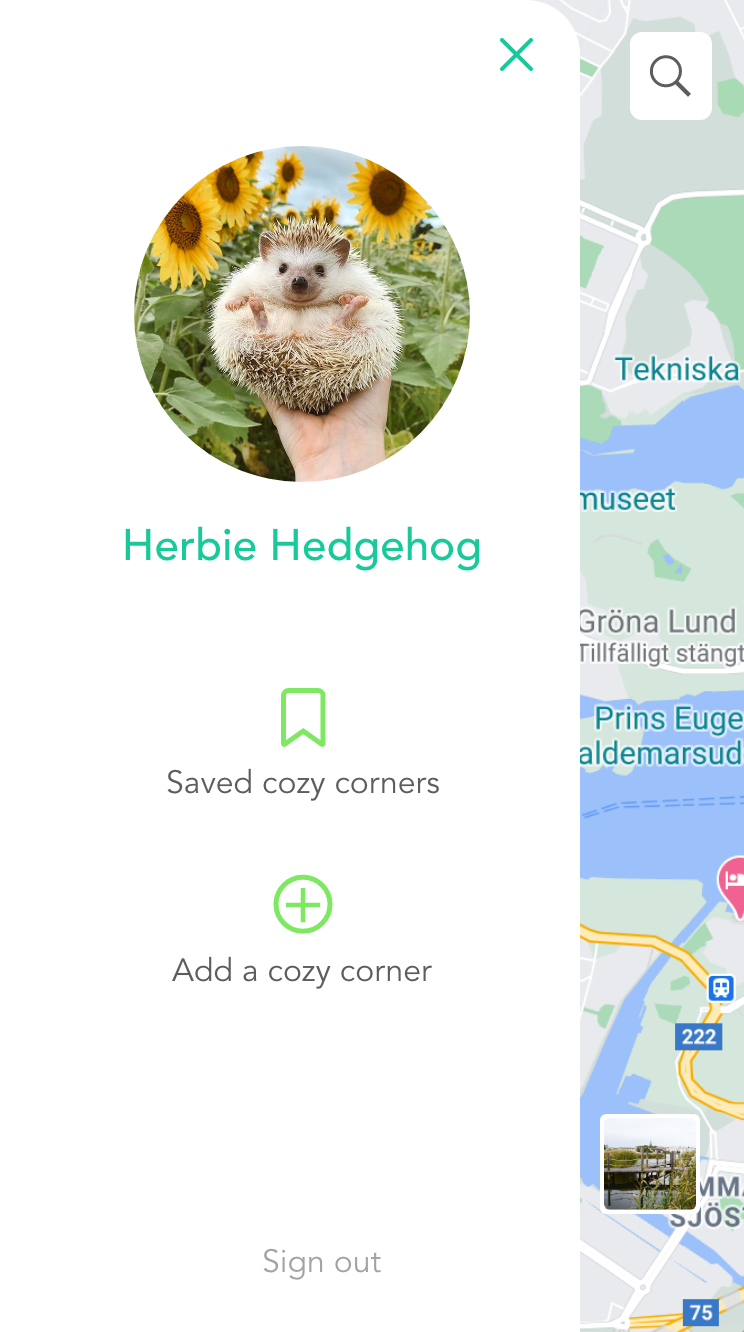 Herbie Hedgehog
Saved cozy corners
Add a cozy corner
Sign out
Tekniska
museet
Gröna Lund
Tillfälligt stängt
Prins Euge
aldemarsud
222
MMA
SJÖS
75